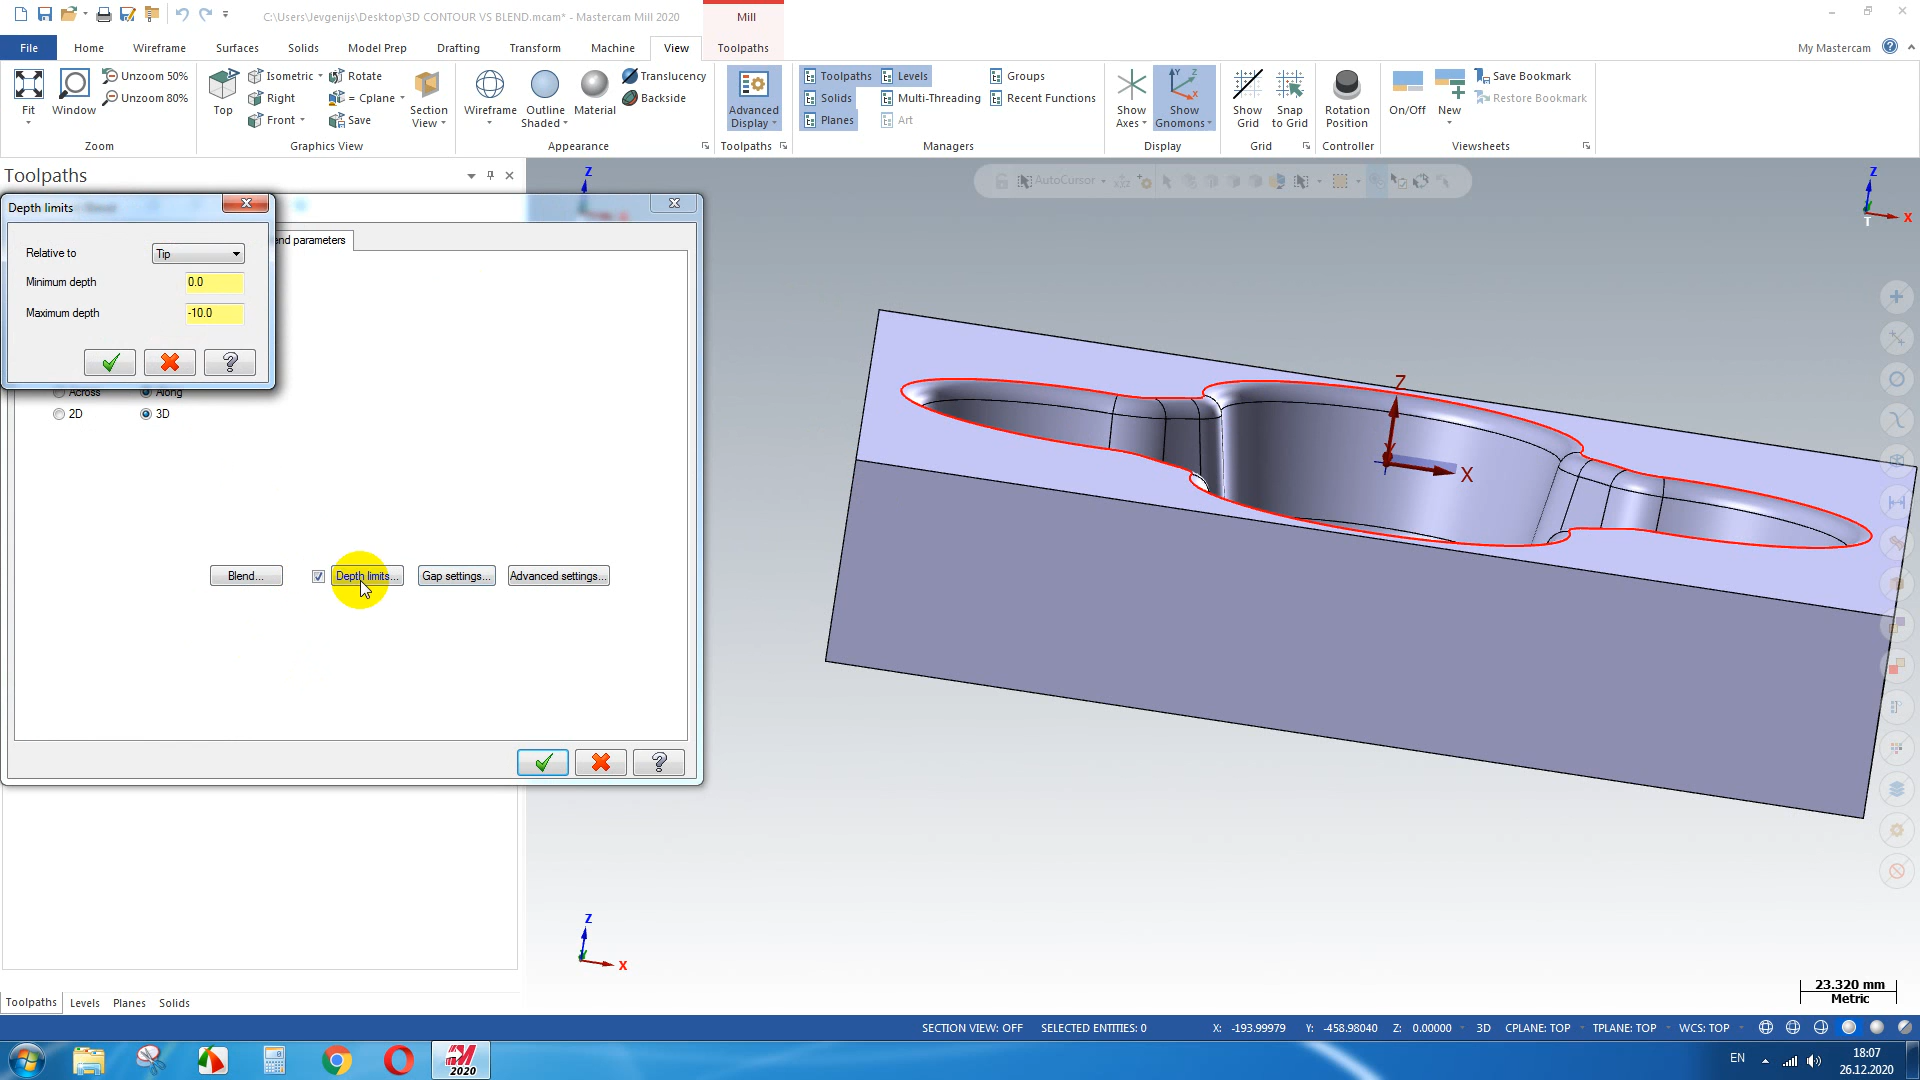 C:\Users\Jevgenijs\Desktop\3D CONTOUR VS BLEND.mcam* - Mastercam Mill 2020
Mill
File
Home
Wireframe
Surfaces
Solids
Model Prep
Drafting
Transform
Machine
View
Toolpaths
My Mastercam
Fit
Window
Unzoom 50%
Unzoom 80%
Zoom
Top
Isometric
Right
Front
Rotate
= Cplane
Save
Section
View
Graphics View
Wireframe
Outline
Shaded
Material
Translucency
Backside
Appearance
Advanced
Display
Toolpaths
Toolpaths
Solids
Planes
Levels
Multi-Threading
Art
Groups
Recent Functions
Managers
Show
Axes
Show
Gnomons
Display
Show
Grid
Snap
to Grid
Grid
Rotation
Position
Controller
On/Off
New
Save Bookmark
Restore Bookmark
Viewsheets
Toolpaths
AutoCursor
Depth limits
Relative to
Tip
Minimum depth
0.0
Maximum depth
-10.0
end parameters
Across
Along
2D
3D
Blend...
Depth limits...
Gap settings...
Advanced settings...
Z
X
Z
X
T
Z
Z
X
23.320 mm
Metric
Toolpaths
Levels
Planes
Solids
SECTION VIEW: OFF
SELECTED ENTITIES: 0
X: -193.99979
Y: -458.98040
Z: 0.00000
3D
CPLANE: TOP
TPLANE: TOP
WCS: TOP
2020
EN
18:07
26.12.2020